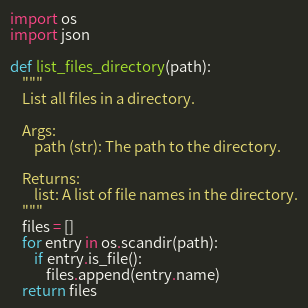 import os
import json

def list_files_directory(path):
    """
    List all files in a directory.

    Args:
        path (str): The path to the directory.

    Returns:
        list: A list of file names in the directory.
    """
    files = []
    for entry in os.scandir(path):
        if entry.is_file():
            files.append(entry.name)
    return files